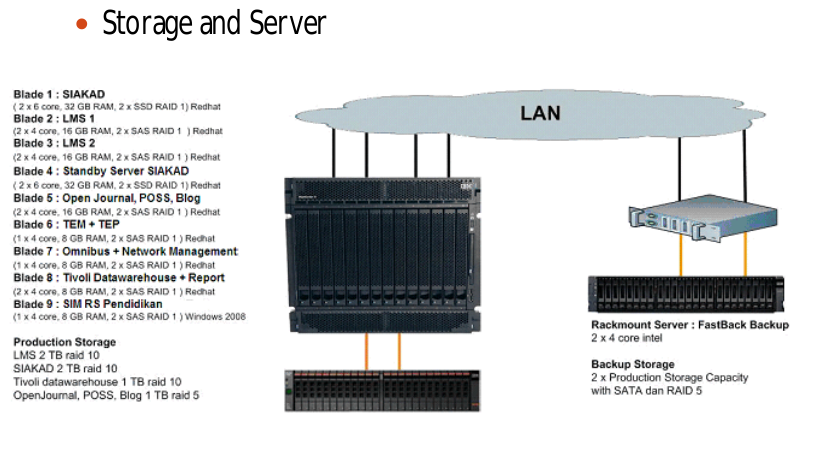 • Storage and Server
Blade 1 : SIAKAD
( 2 x 6 core, 32 GB RAM, 2 x SSD RAID 1) Redhat
Blade 2 : LMS 1
(2 x 4 core, 16 GB RAM, 2 x SAS RAID 1 ) Redhat
Blade 3 : LMS 2
(2 x 4 core, 16 GB RAM, 2 x SAS RAID 1 ) Redhat
Blade 4 : Standby Server SIAKAD
( 2 x 6 core, 32 GB RAM, 2 x SSD RAID 1) Redhat
Blade 5 : Open Journal, POSS, Blog
(2 x 4 core, 16 GB RAM, 2 x SAS RAID 1 ) Redhat
Blade 6 : TEM + TEP
(1 x 4 core, 8 GB RAM, 2 x SAS RAID 1 ) Redhat
Blade 7 : Omnibus + Network Management
(1 x 4 core, 8 GB RAM, 2 x SAS RAID 1 ) Redhat
Blade 8 : Tivoli Datawarehouse + Report
(2 x 4 core, 8 GB RAM, 2 x SAS RAID 1 ) Redhat
Blade 9 : SIM RS Pendidikan
(1 x 4 core, 8 GB RAM, 2 x SAS RAID 1 ) Windows 2008
Production Storage
LMS 2 TB raid 10
SIAKAD 2 TB raid 10
Tivoli datawarehouse 1 TB raid 10
OpenJournal, POSS, Blog 1 TB raid 5
LAN
IBM
Rackmount Server : FastBack Backup
2 x 4 core intel
Backup Storage
2 x Production Storage Capacity
with SATA dan RAID 5